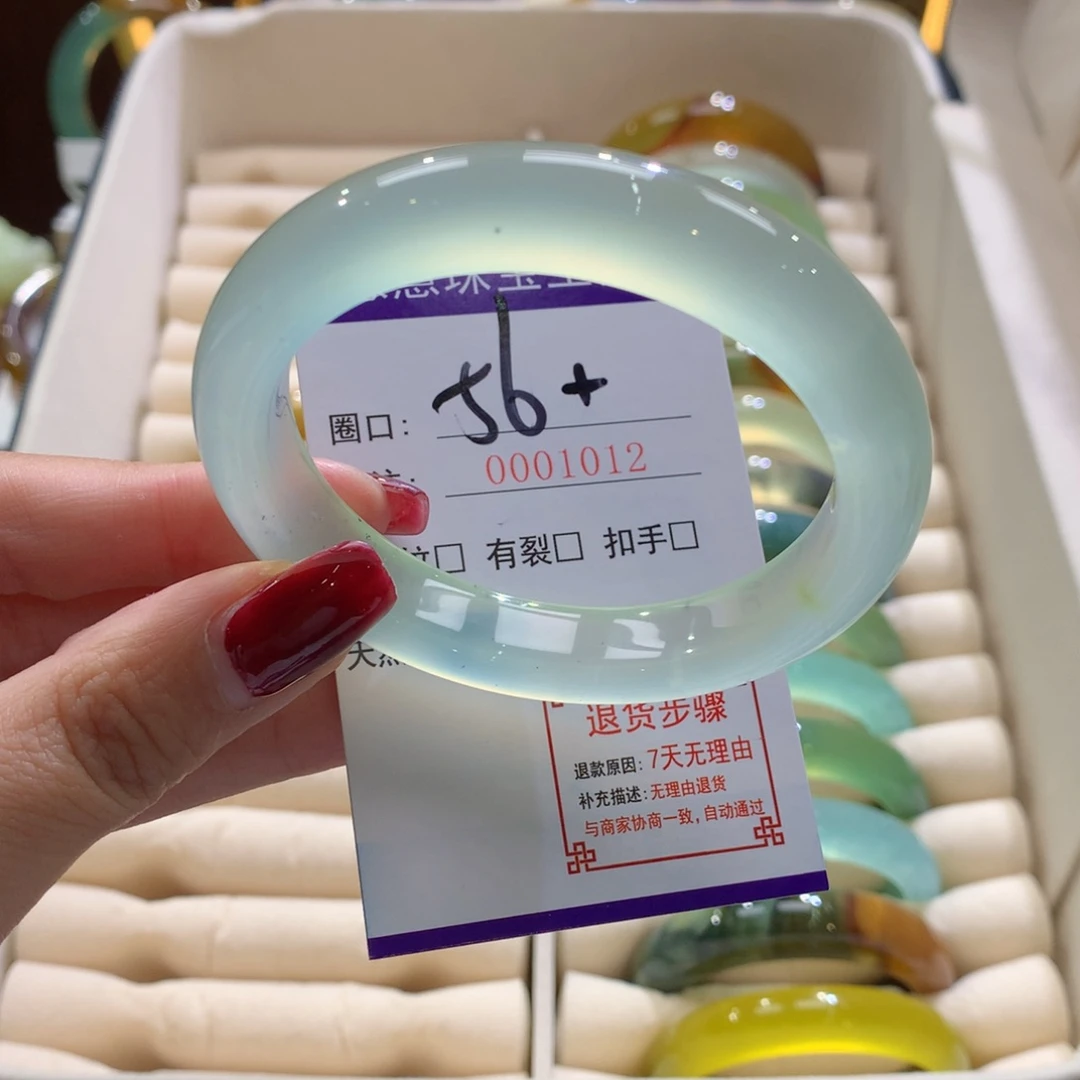 珠宝
圈口: 56+
0001012
有裂□ 扣手□
退货步骤
退款原因:7天无理由
补充描述:无理由退货
与商家协商一致,自动通过